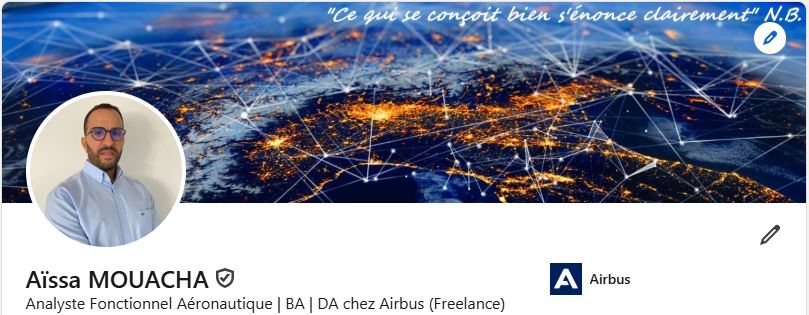 "Ce qui se conçoit bien s'énonce clairement" N.B.
Aïssa MOUACHA
Airbus
Analyste Fonctionnel Aéronautique | BA | DA chez Airbus (Freelance)